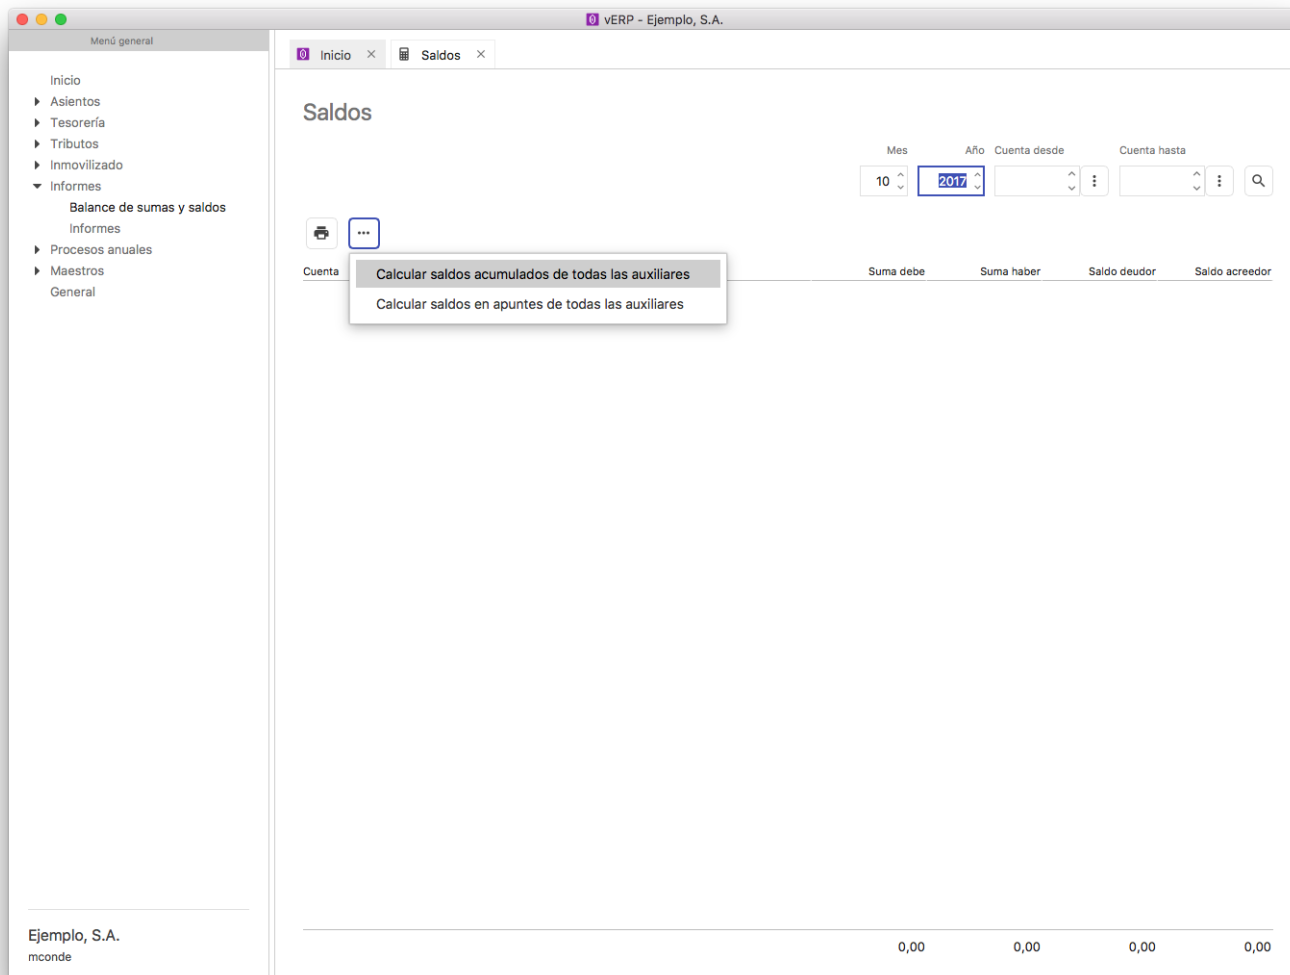 vERP - Ejemplo, S.A.
Menú general
Inicio
Asientos
Tesorería
Tributos
Inmovilizado
Informes
Balance de sumas y saldos
Informes
Procesos anuales
Maestros
General
Ejemplo, S.A.
mconde
Inicio
Saldos
Saldos
Mes Año Cuenta desde Cuenta hasta
10 2017
Cuenta Suma debe Suma haber Saldo deudor Saldo acreedor
Calcular saldos acumulados de todas las auxiliares
Calcular saldos en apuntes de todas las auxiliares
0,00 0,00 0,00 0,00